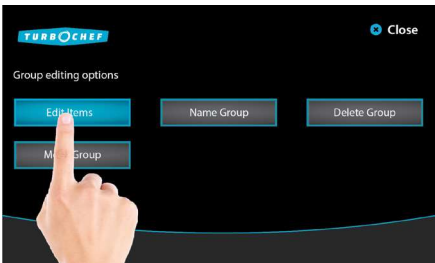 TURBOCHEF
Close
Group editing options
Edit Items
Name Group
Delete Group
Group